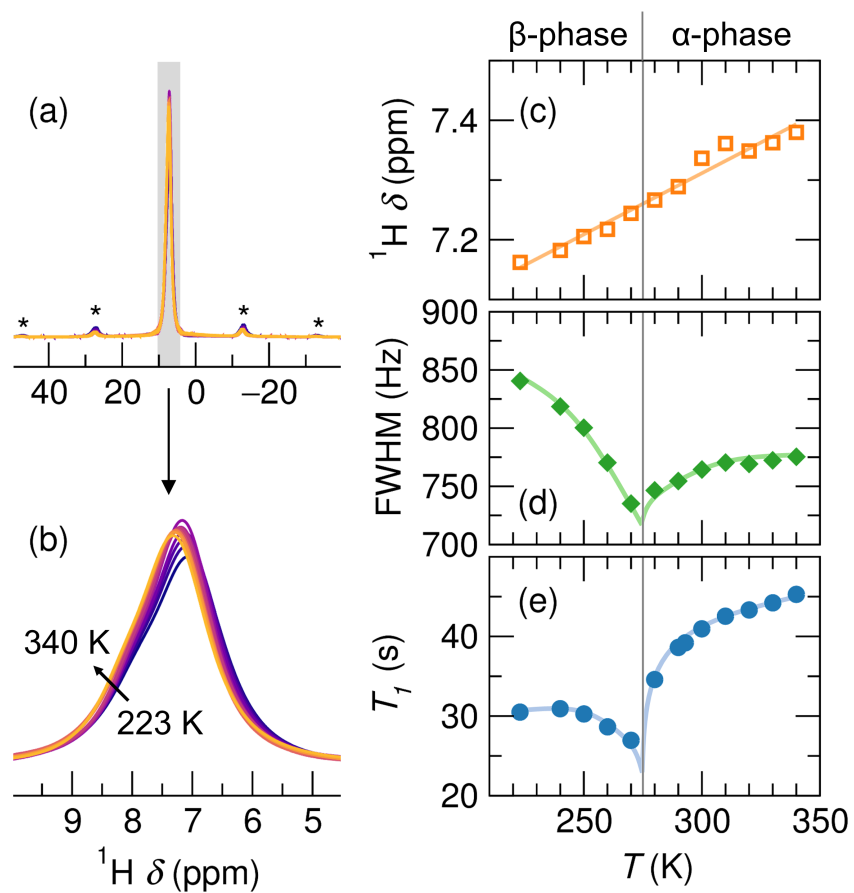 β-phase α-phase
(a)
* * * *
40 20 0 −20
(b)
340 K
223 K
9 8 7 6 5
¹H δ (ppm)
(c)
7.4
7.2
¹H δ (ppm)
900
850
800
750
700
FWHM (Hz)
(d)
(e)
40
30
20
T₁ (s)
250 300 350
T (K)